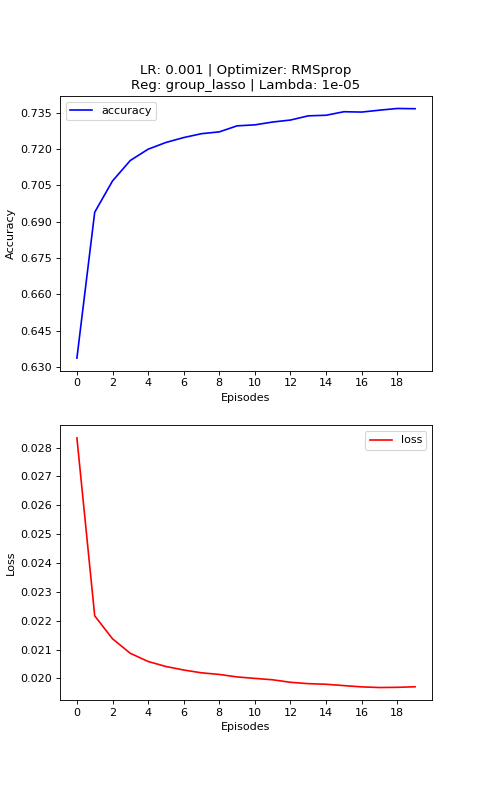 LR: 0.001 | Optimizer: RMSprop
Reg: group_lasso | Lambda: 1e-05
accuracy
0.735
0.720
0.705
0.690
0.675
0.660
0.645
0.630
Accuracy
0 2 4 6 8 10 12 14 16 18
Episodes
loss
0.028
0.027
0.026
0.025
0.024
0.023
0.022
0.021
0.020
Loss
0 2 4 6 8 10 12 14 16 18
Episodes